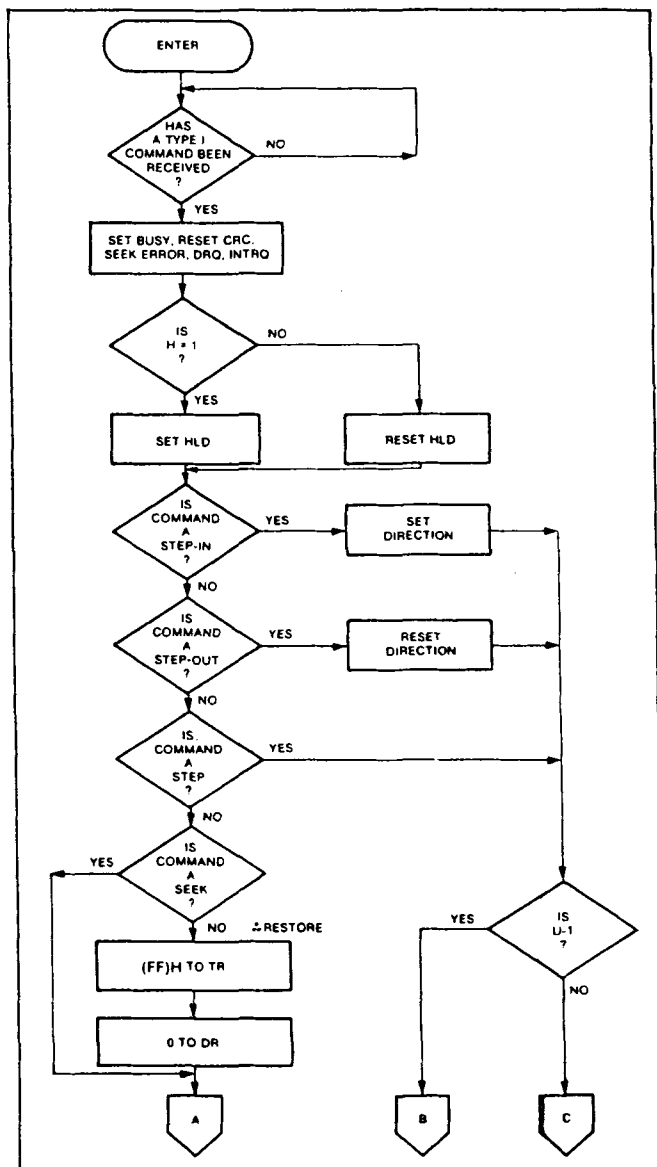 ENTER
HAS
A TYPE I
COMMAND BEEN
RECEIVED
?
NO
YES
SET BUSY, RESET CRC,
SEEK ERROR, DRQ, INTRQ
IS
H = 1
?
NO
YES
SET HLD
RESET HLD
IS
COMMAND
A
STEP-IN
?
YES
SET
DIRECTION
NO
IS
COMMAND
A
STEP-OUT
?
YES
RESET
DIRECTION
NO
IS
COMMAND
A
STEP
?
YES
NO
IS
COMMAND
A
SEEK
?
YES
NO ∴RESTORE
(FF)H TO TR
0 TO DR
IS
U-1
?
YES
NO
A
B
C